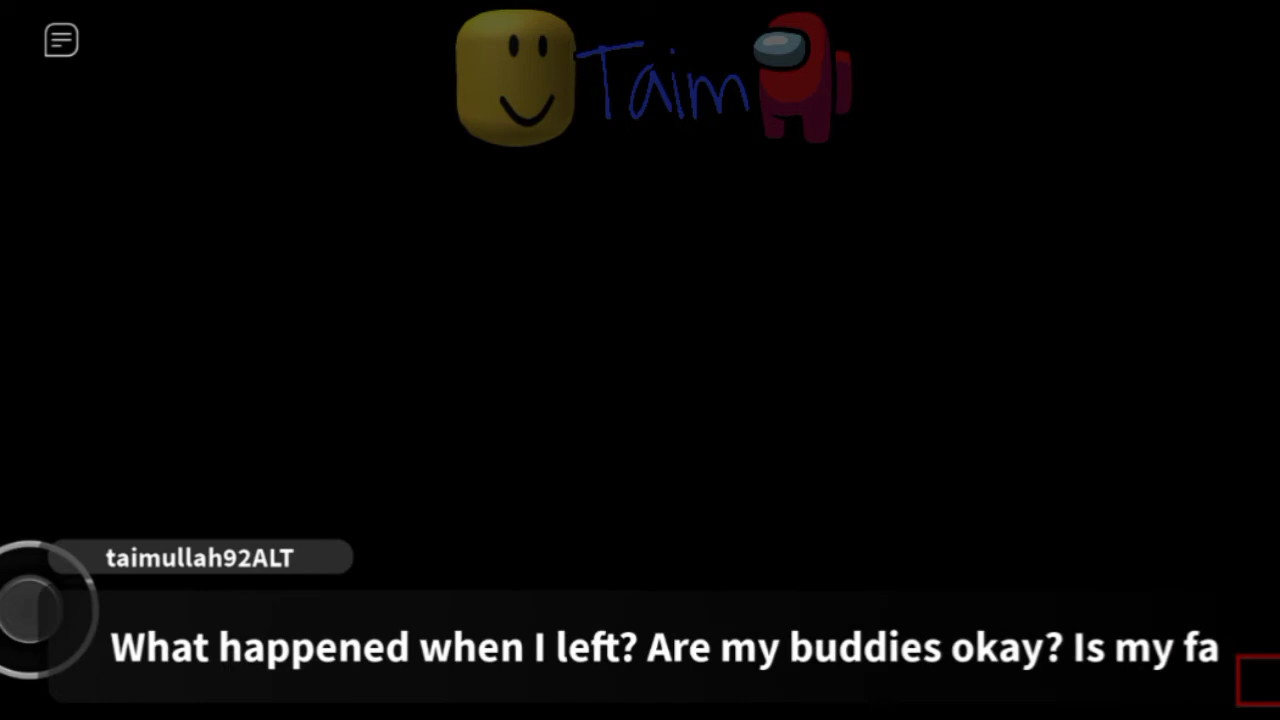 Taim
taimullah92ALT
What happened when I left? Are my buddies okay? Is my fa